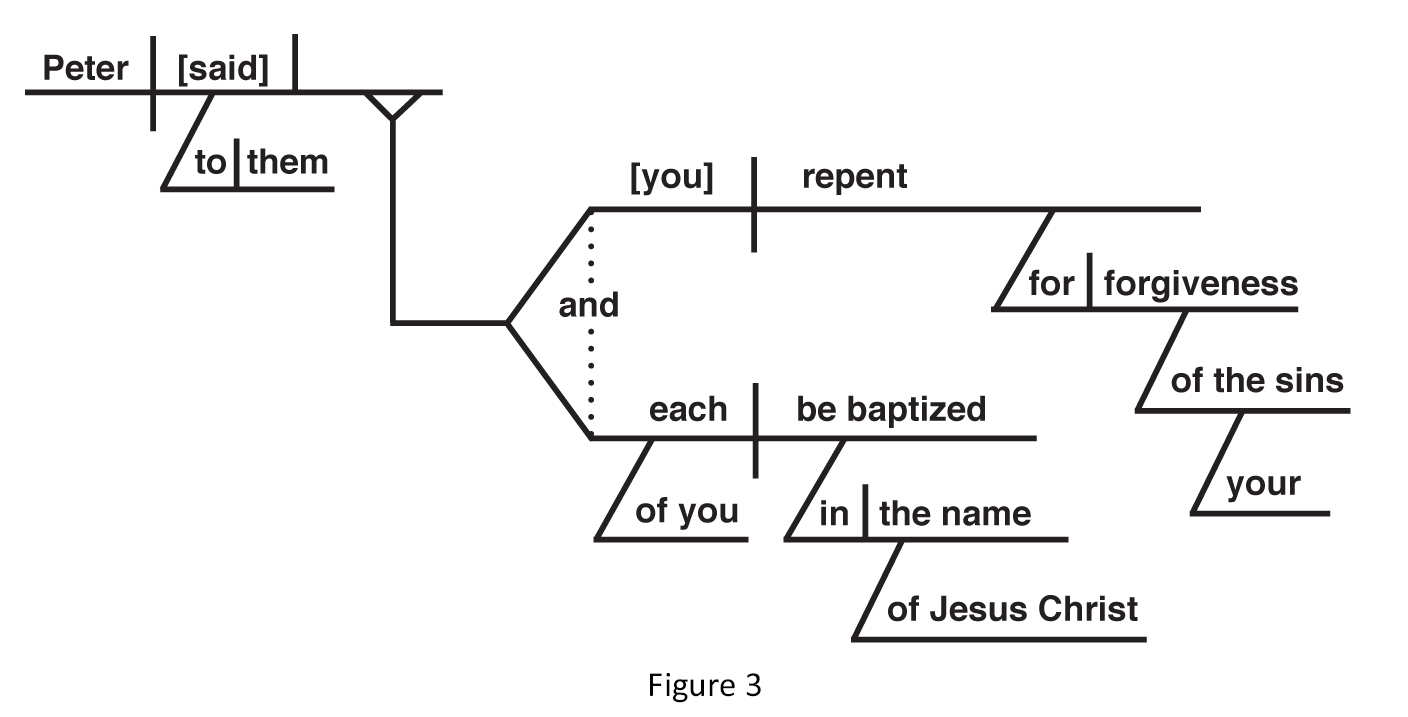 Peter [said]
to them
[you] repent
for forgiveness
and
of the sins
each be baptized
your
of you in the name
of Jesus Christ
Figure 3